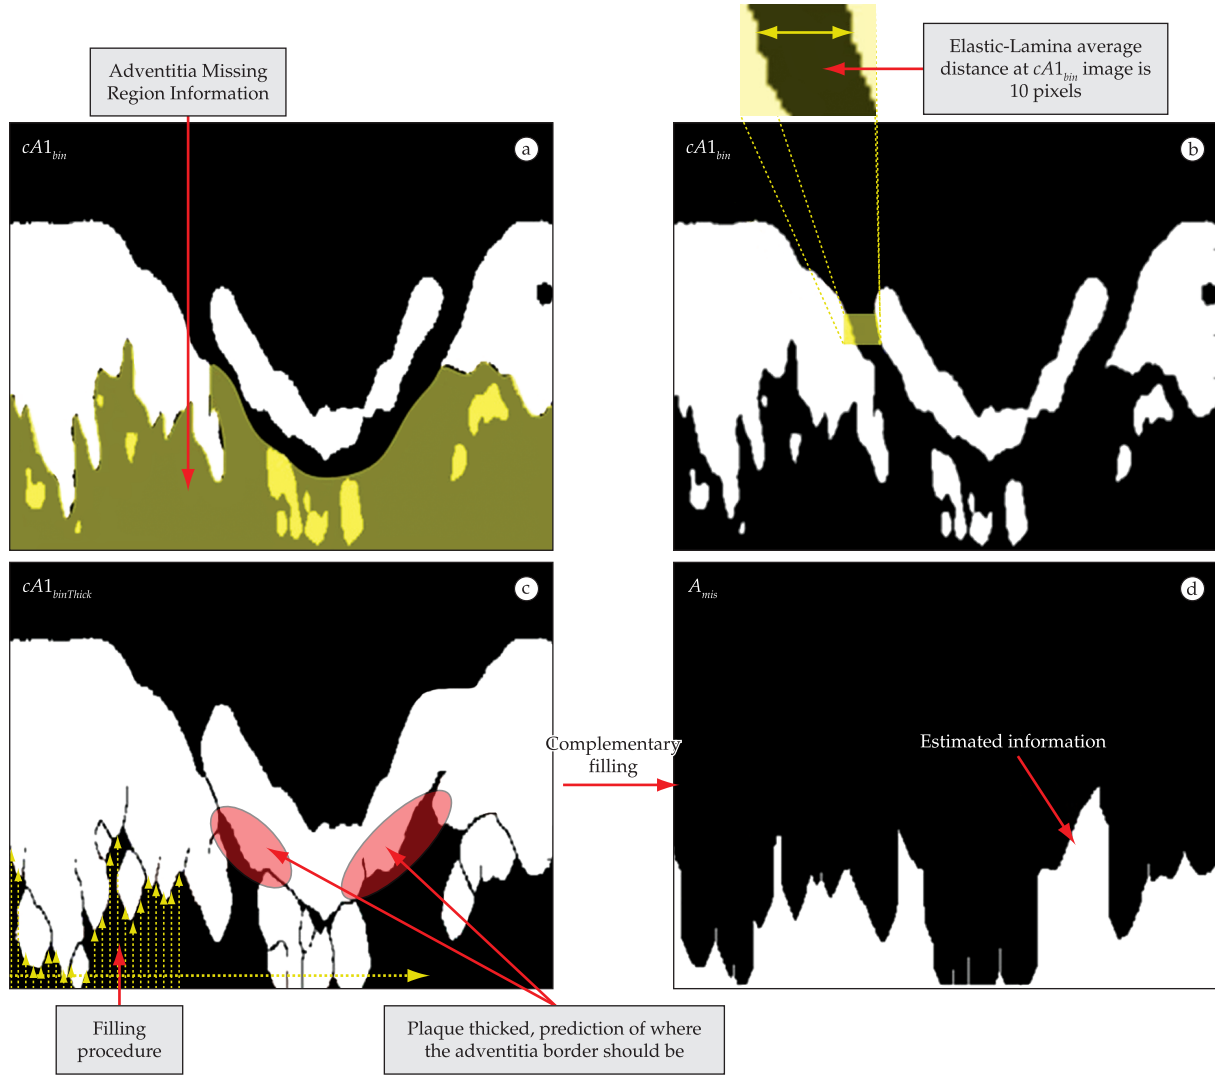 Adventitia Missing
Region Information
Elastic-Lamina average
distance at cA1bin image is
10 pixels
cA1bin
a
cA1bin
b
cA1binThick
c
Amis
d
Complementary
filling
Estimated information
Filling
procedure
Plaque thicked, prediction of where
the adventitia border should be